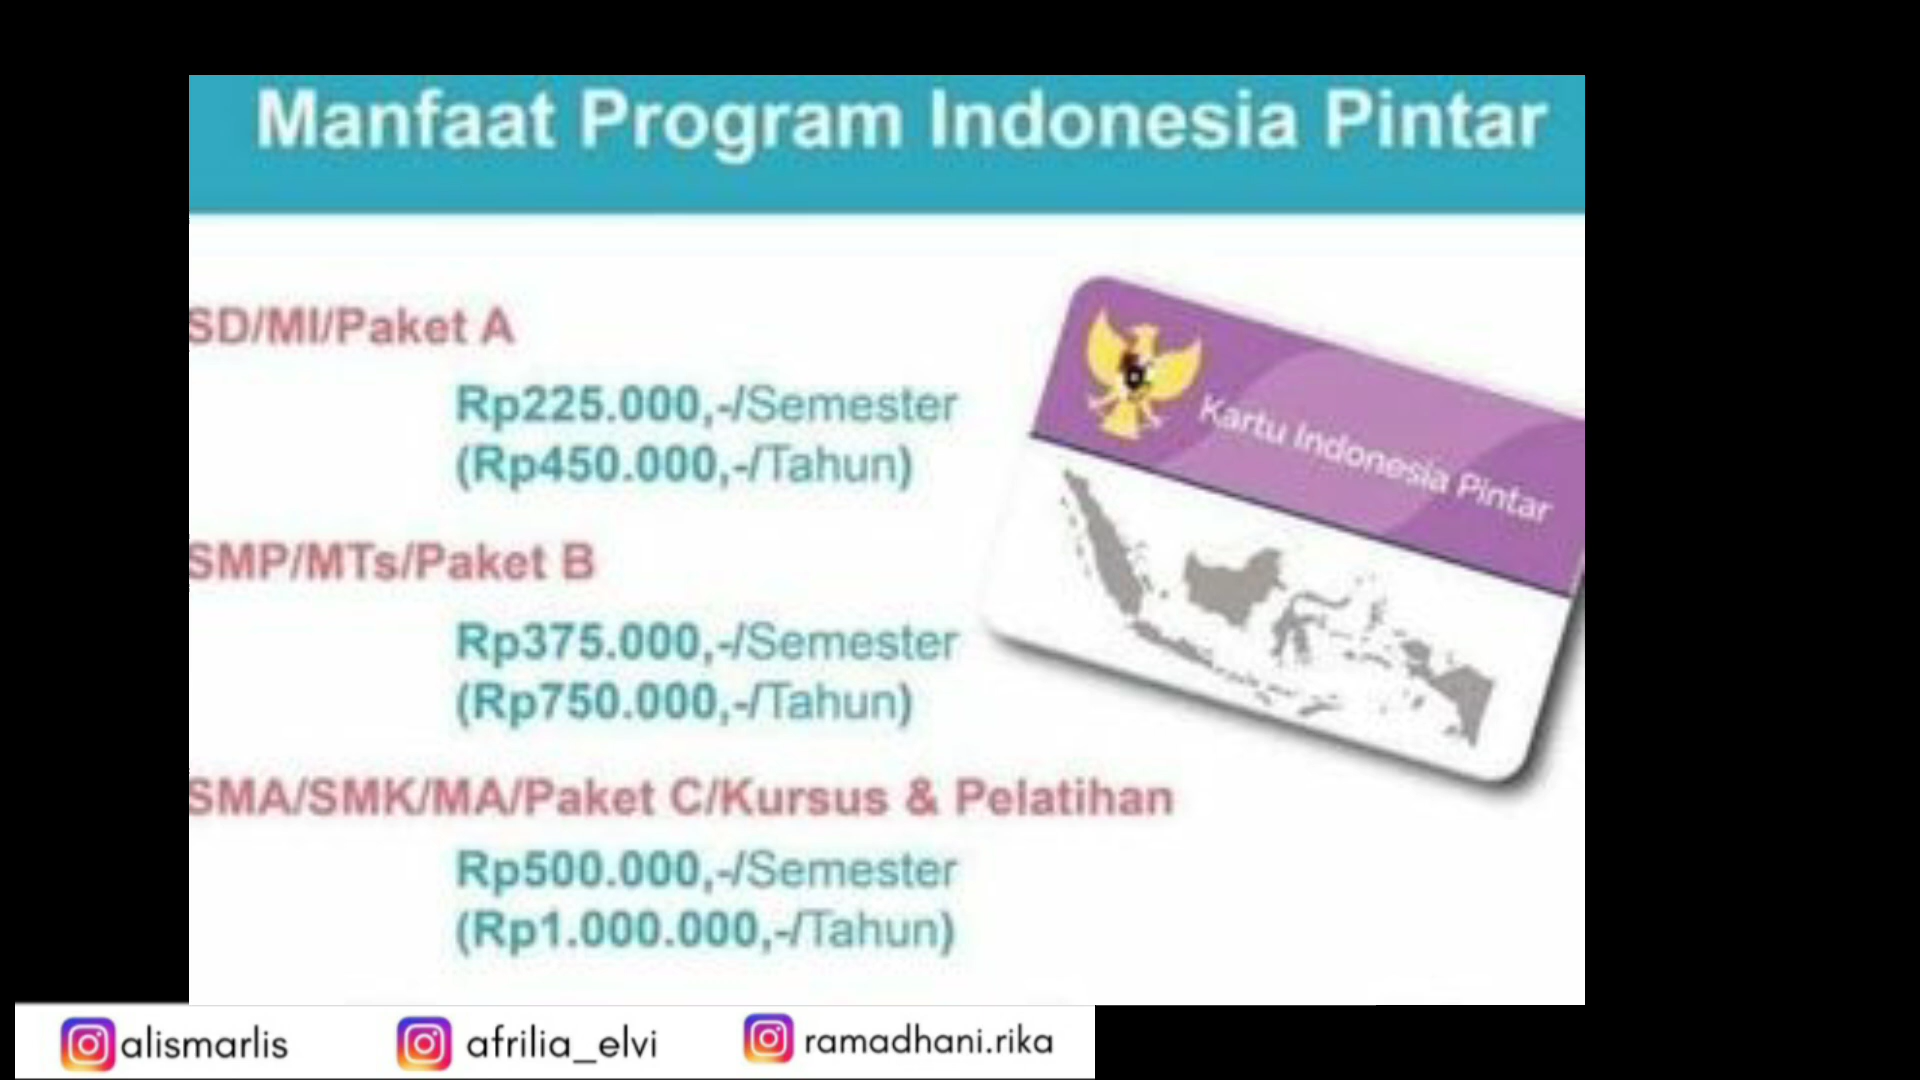 Manfaat Program Indonesia Pintar
SD/MI/Paket A
Rp225.000,-/Semester
(Rp450.000,-/Tahun)
Kartu Indonesia Pintar
SMP/MTs/Paket B
Rp375.000,-/Semester
(Rp750.000,-/Tahun)
SMA/SMK/MA/Paket C/Kursus & Pelatihan
Rp500.000,-/Semester
(Rp1.000.000,-/Tahun)
alismarlis
afrilia_elvi
ramadhani.rika